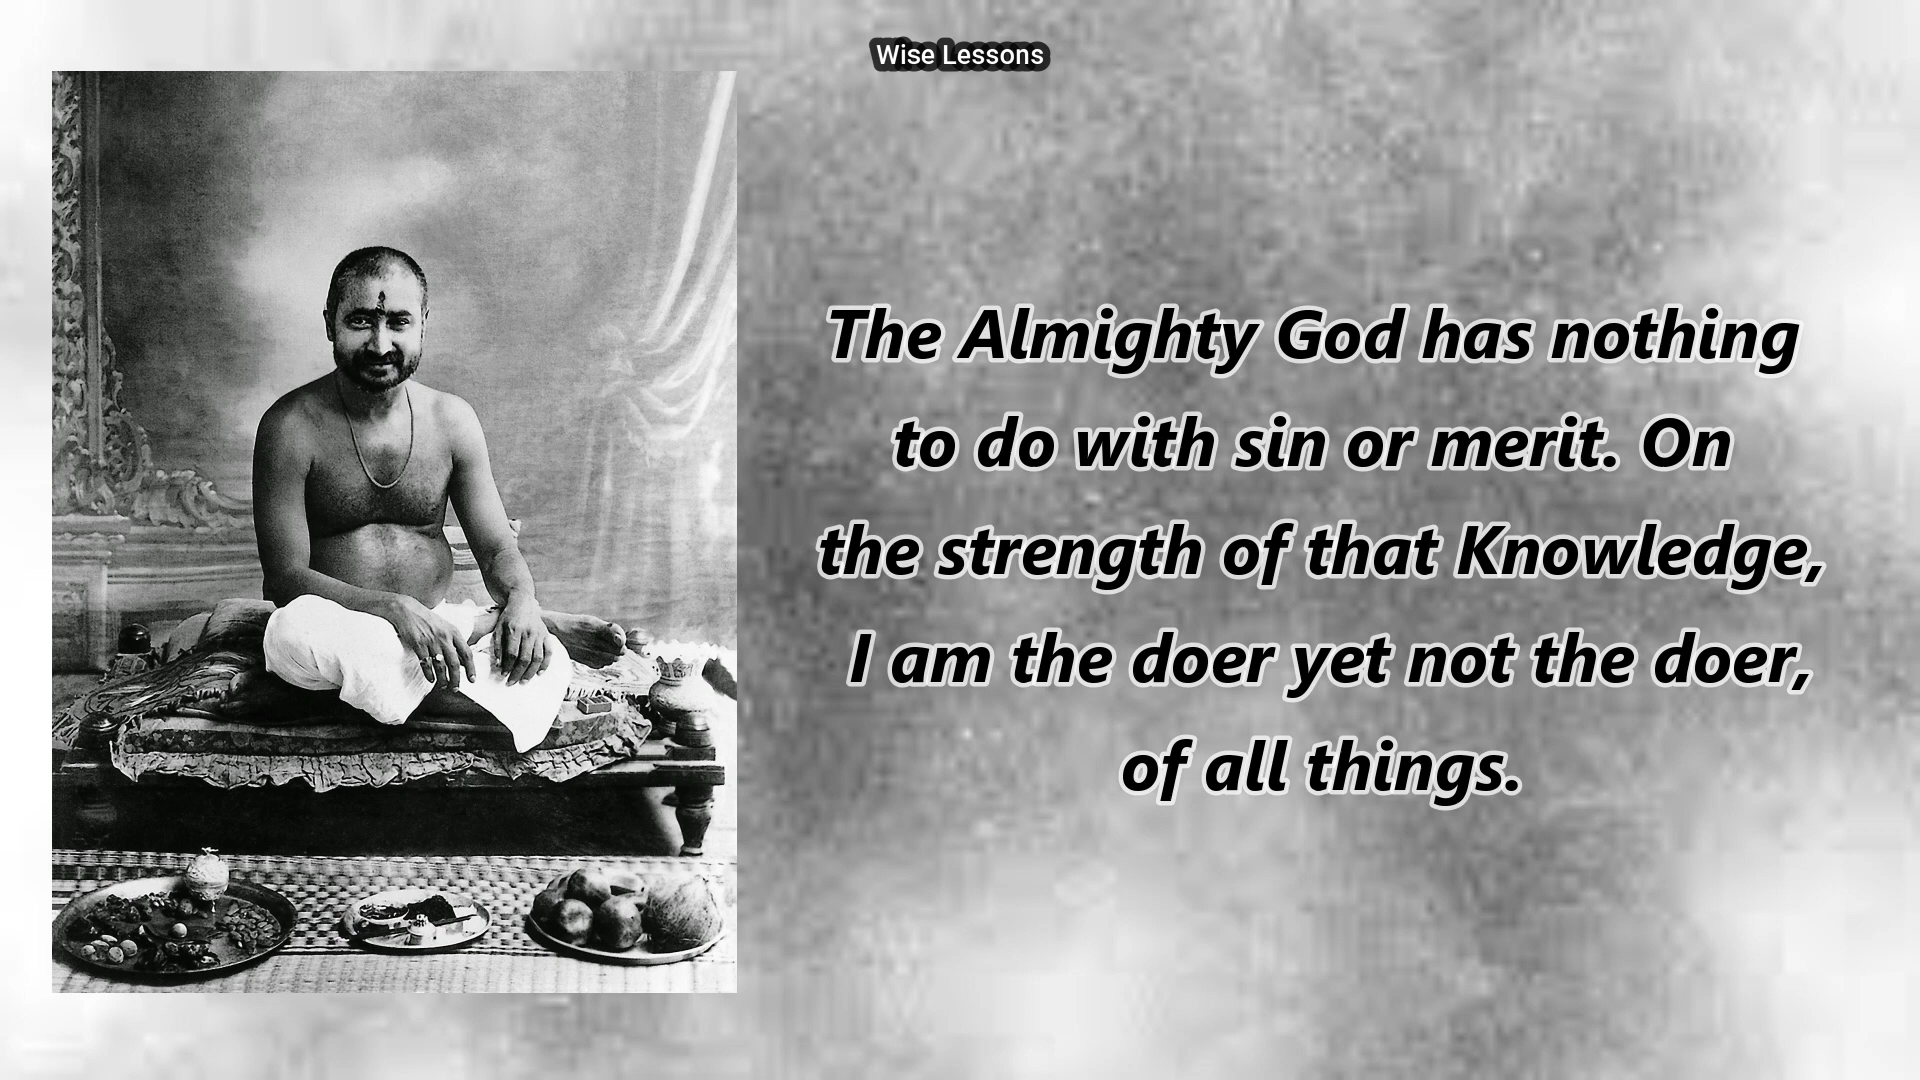 Wise Lessons
The Almighty God has nothing
to do with sin or merit. On
the strength of that Knowledge,
I am the doer yet not the doer,
of all things.